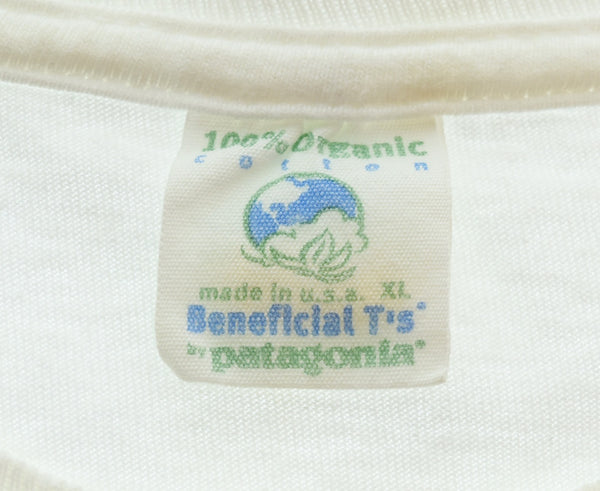 100% Organic
cotton
made in u.s.a. XL
Beneficial T's®
by patagonia®